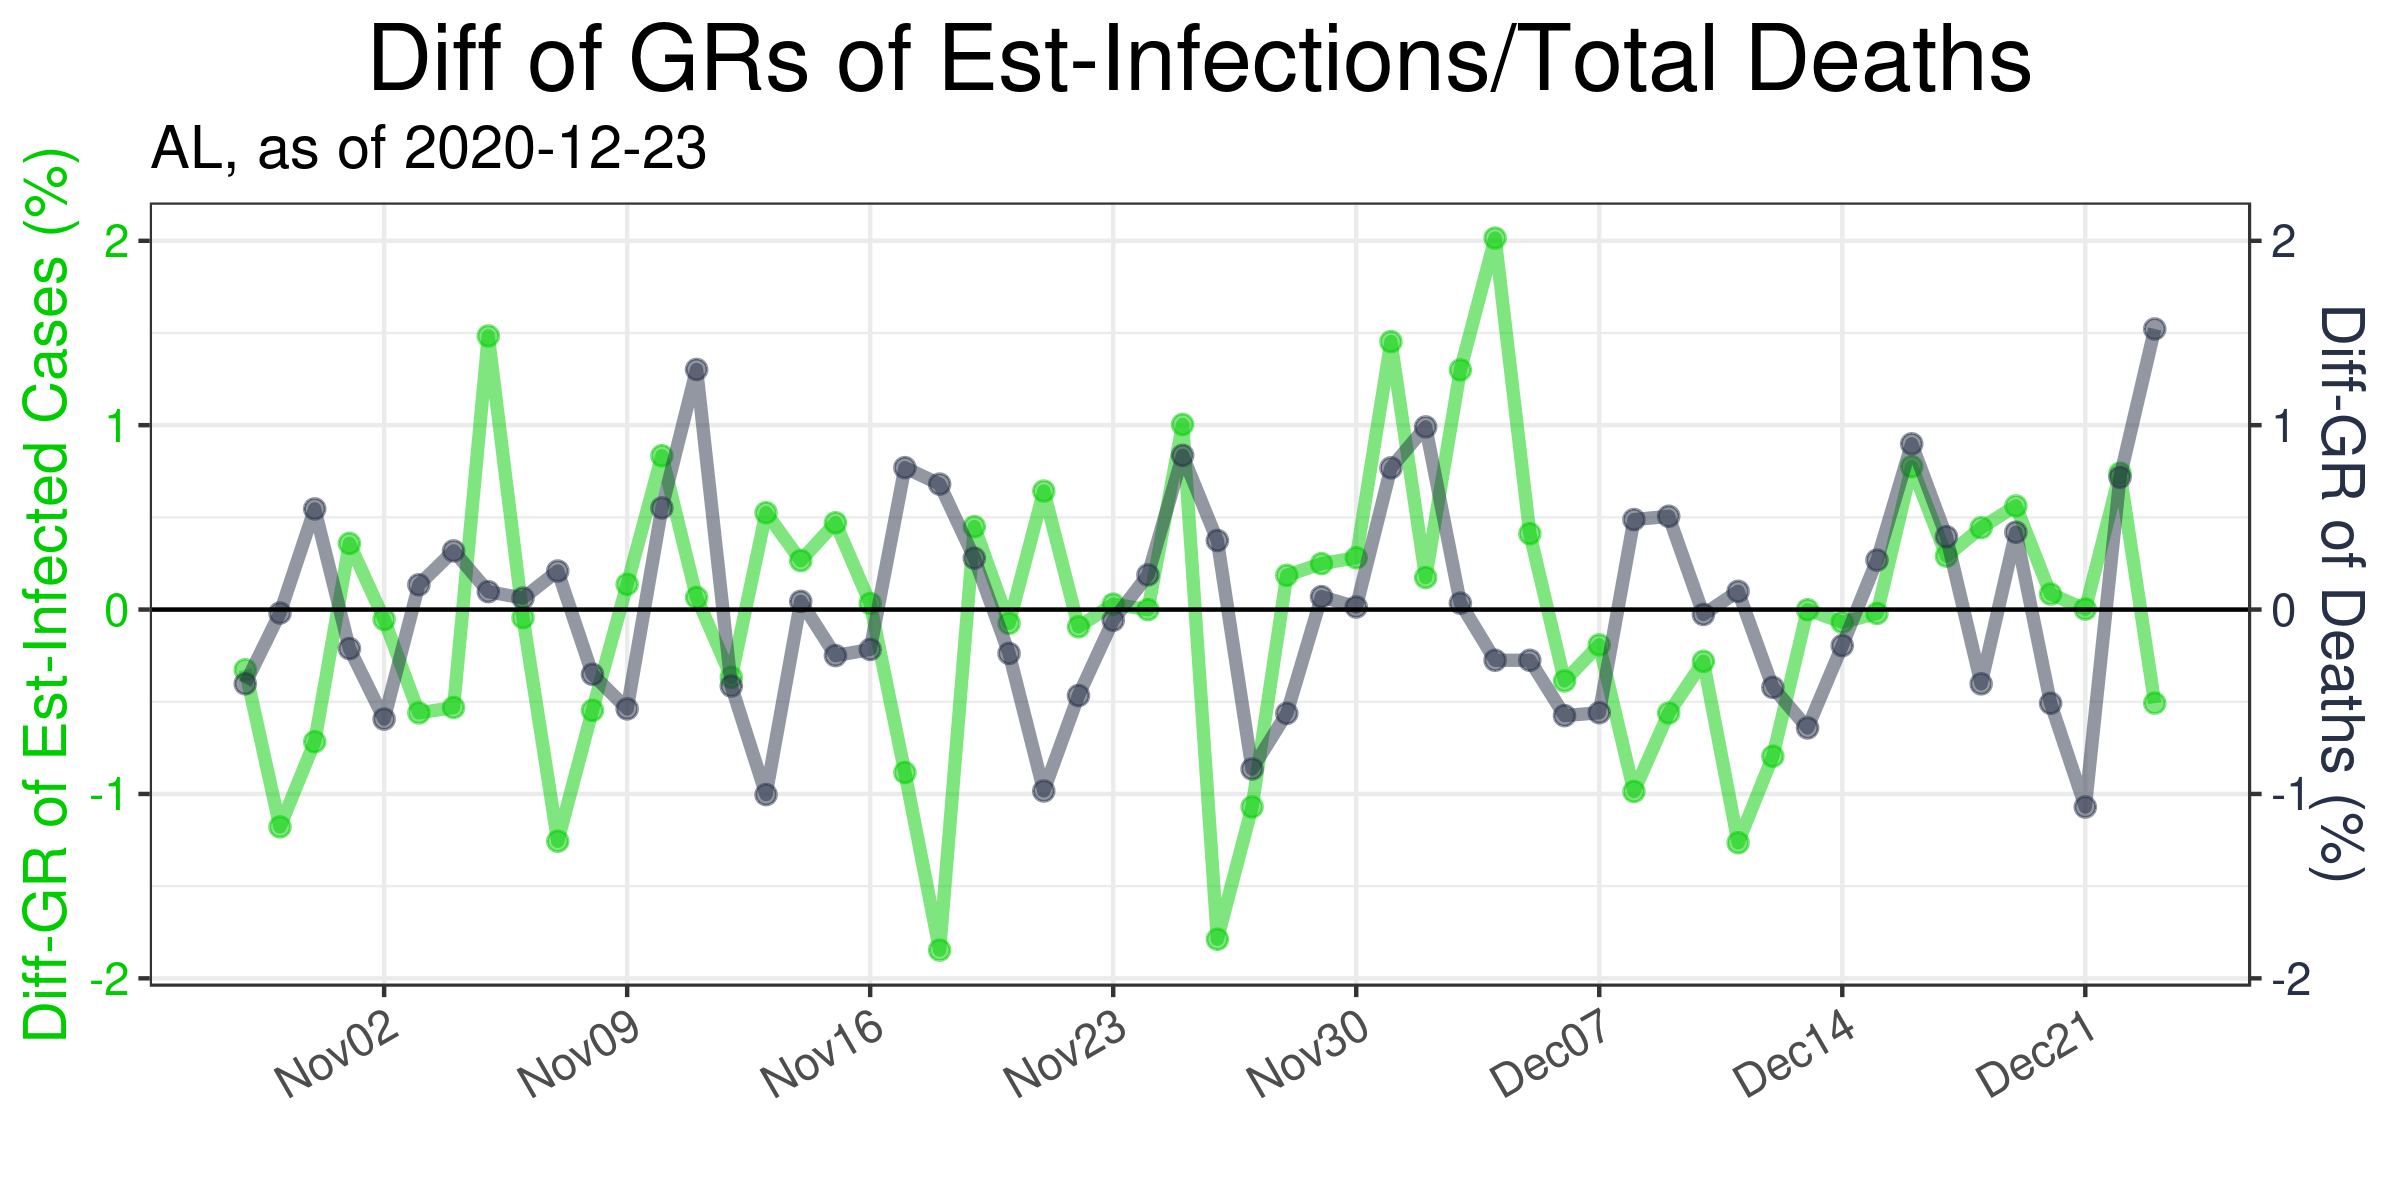 Diff of GRs of Est-Infections/Total Deaths
AL, as of 2020-12-23
Diff-GR of Est-Infected Cases (%)
2
1
0
-1
-2
2
1
0
-1
-2
Diff-GR of Deaths (%)
Nov02
Nov09
Nov16
Nov23
Nov30
Dec07
Dec14
Dec21